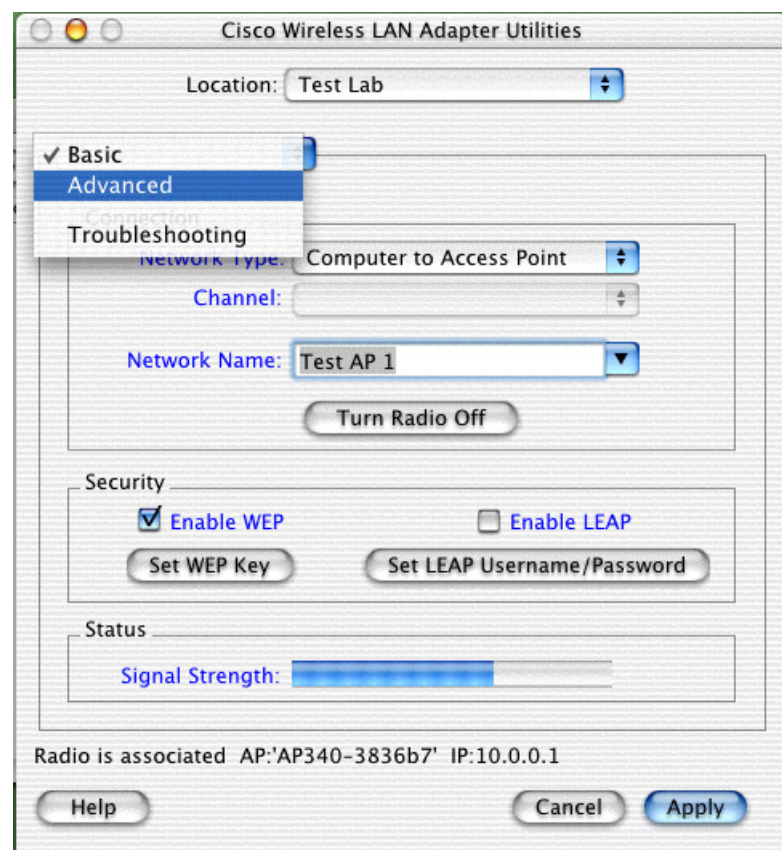 Cisco Wireless LAN Adapter Utilities
Location: Test Lab
✓ Basic
Advanced
Connection
Troubleshooting
Network Type: Computer to Access Point
Channel:
Network Name: Test AP 1
Turn Radio Off
Security
Enable WEP Enable LEAP
Set WEP Key Set LEAP Username/Password
Status
Signal Strength:
Radio is associated AP:'AP340-3836b7' IP:10.0.0.1
Help Cancel Apply